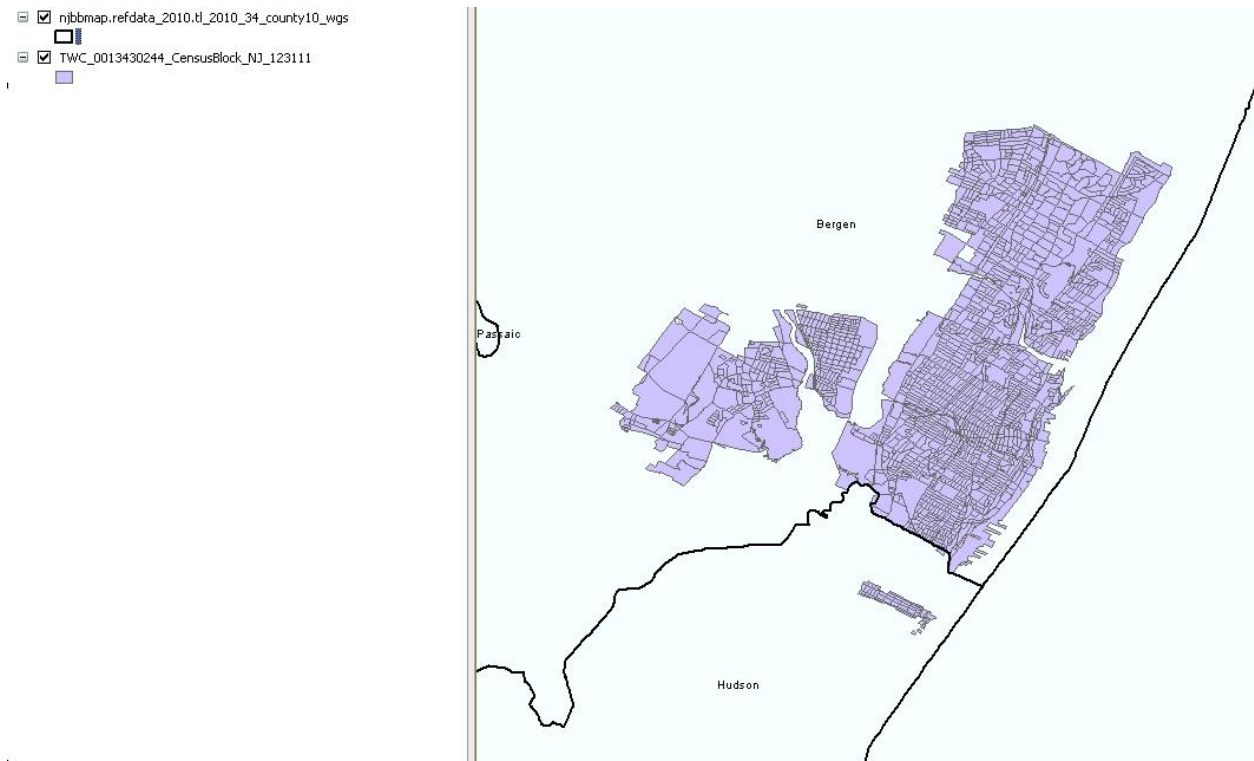 njbbmap.refdata_2010.tl_2010_34_county10_wgs
TWC_0013430244_CensusBlock_NJ_123111
Bergen
Passaic
Hudson